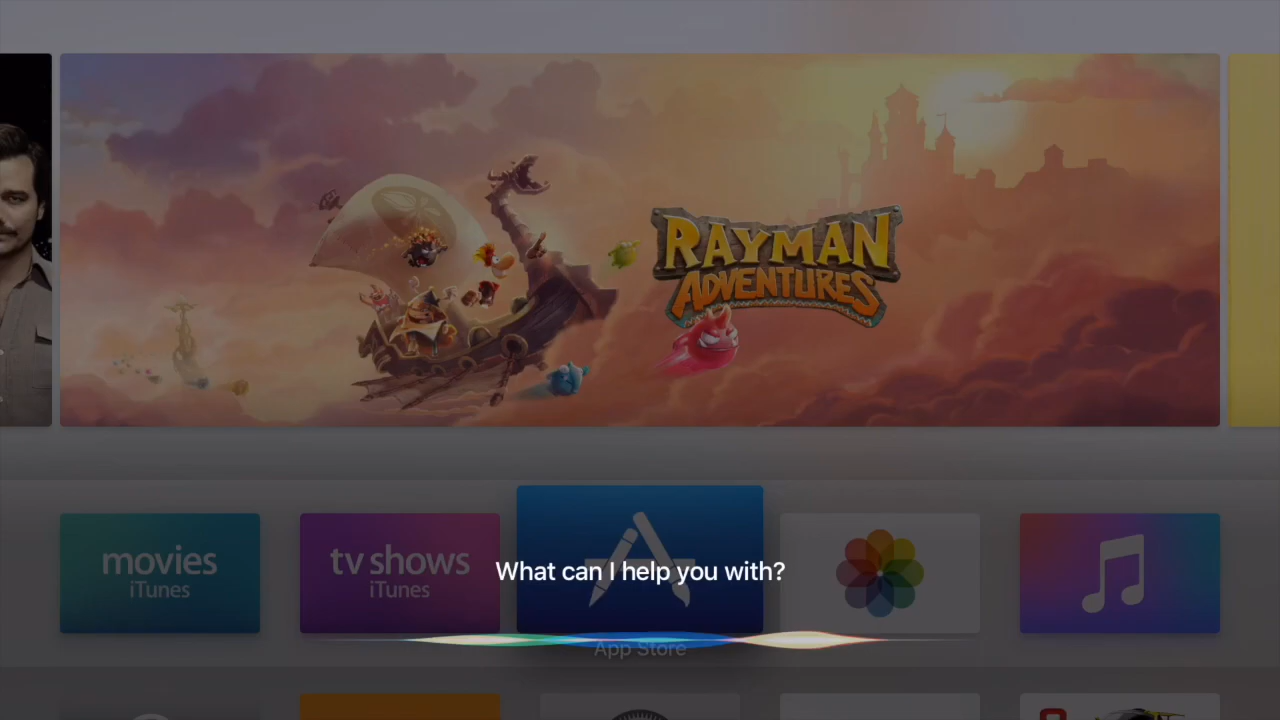 RAYMAN
ADVENTURES
movies
iTunes
tv shows
iTunes
What can I help you with?
App Store